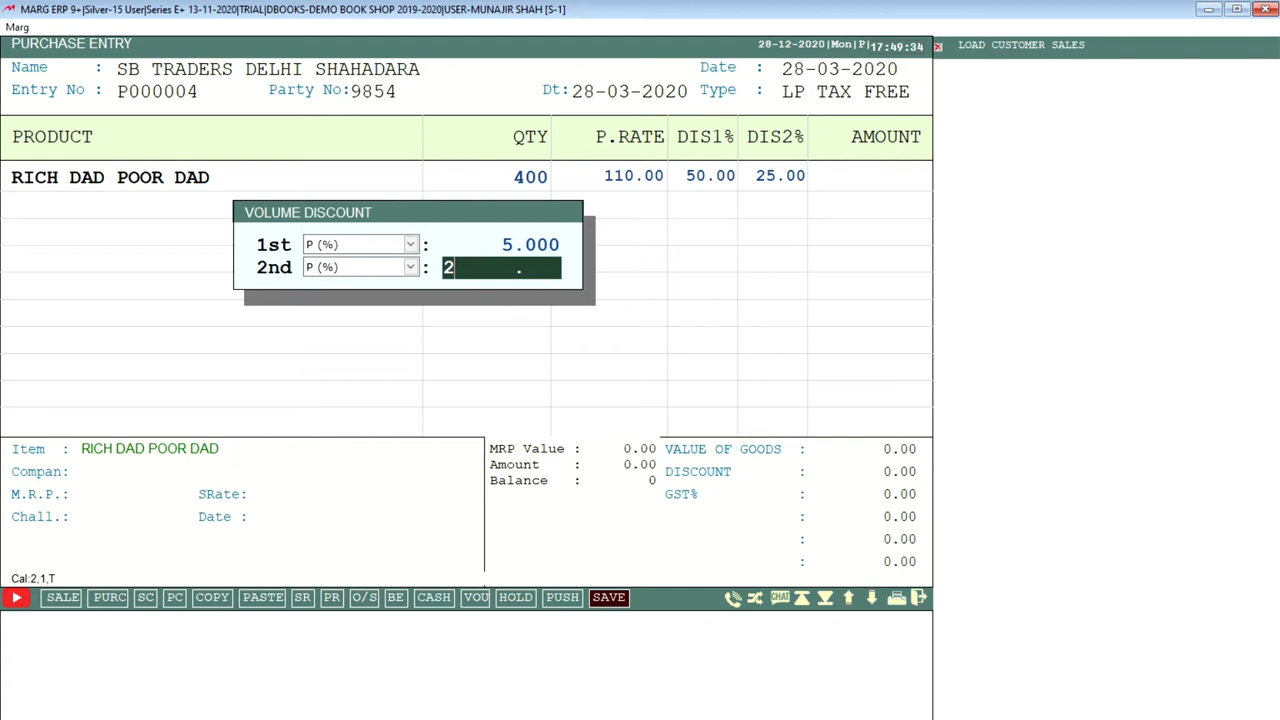 MARG ERP 9+|Silver-15 User|Series E+ 13-11-2020|TRIAL|DBOOKS-DEMO BOOK SHOP 2019-2020|USER-MUNAJIR SHAH [S-1]
Marg
PURCHASE ENTRY 28-12-2020|Mon|P|17:49:34 LOAD CUSTOMER SALES
Name : SB TRADERS DELHI SHAHADARA Date : 28-03-2020
Entry No : P000004 Party No:9854 Dt:28-03-2020 Type : LP TAX FREE
PRODUCT QTY P.RATE DIS1% DIS2% AMOUNT
RICH DAD POOR DAD 400 110.00 50.00 25.00
VOLUME DISCOUNT
1st P (%) : 5.000
2nd P (%) : 2 .
Item : RICH DAD POOR DAD MRP Value : 0.00 VALUE OF GOODS : 0.00
Amount : 0.00
Compan: DISCOUNT : 0.00
Balance : 0
M.R.P.: SRate: GST% : 0.00
Chall.: Date : : 0.00
: 0.00
: 0.00
Cal:2,1,T
SALE PURC SC PC COPY PASTE SR PR O/S BE CASH VOU HOLD PUSH SAVE CHAT